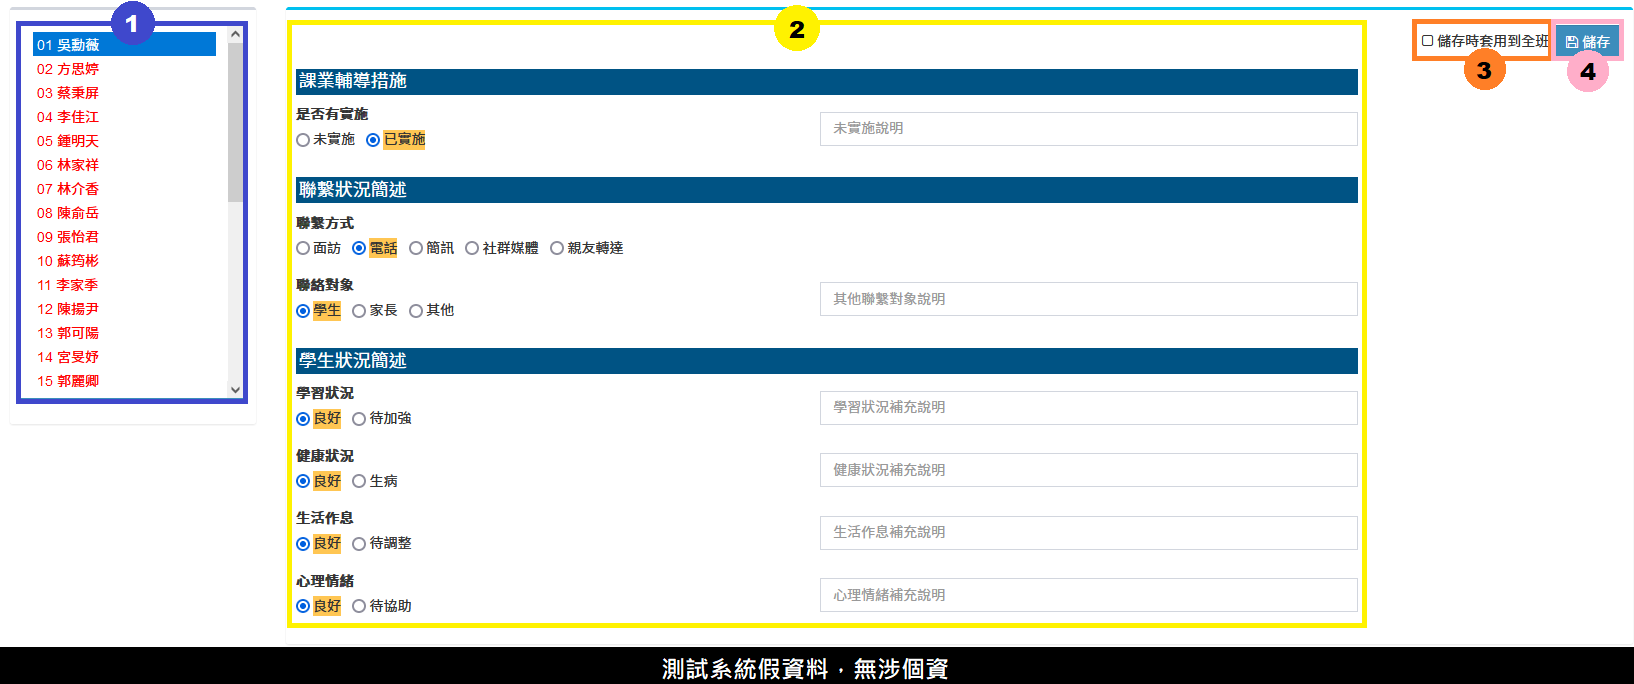 1
01 吳勳薇
02 方思婷
03 蔡秉屏
04 李佳江
05 鍾明天
06 林家祥
07 林介香
08 陳俞岳
09 張怡君
10 蘇筠彬
11 李家季
12 陳揚尹
13 郭可陽
14 宮旻妤
15 郭麗卿
2
課業輔導措施
是否有實施
未實施 已實施
未實施說明
聯繫狀況簡述
聯繫方式
面訪 電話 簡訊 社群媒體 親友轉達
聯絡對象
學生 家長 其他
其他聯繫對象說明
學生狀況簡述
學習狀況
良好 待加強
學習狀況補充說明
健康狀況
良好 生病
健康狀況補充說明
生活作息
良好 待調整
生活作息補充說明
心理情緒
良好 待協助
心理情緒補充說明
儲存時套用到全班
3
儲存
4
測試系統假資料，無涉個資